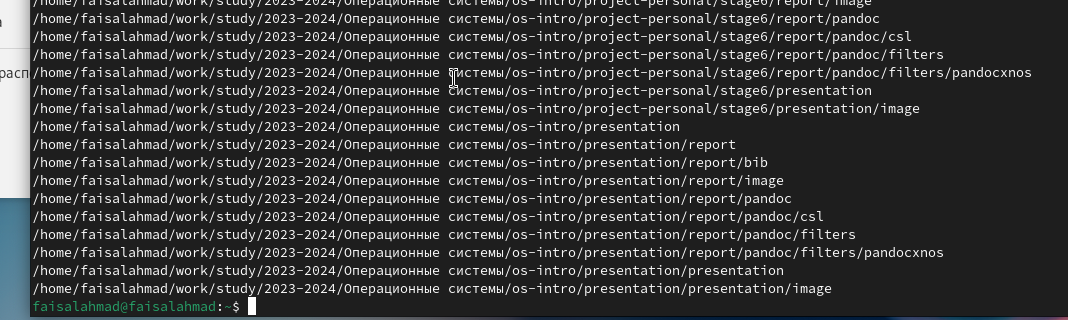 /home/faisalahmad/work/study/2023-2024/Операционные системы/os-intro/project-personal/stage6/report/image
/home/faisalahmad/work/study/2023-2024/Операционные системы/os-intro/project-personal/stage6/report/pandoc
/home/faisalahmad/work/study/2023-2024/Операционные системы/os-intro/project-personal/stage6/report/pandoc/csl
/home/faisalahmad/work/study/2023-2024/Операционные системы/os-intro/project-personal/stage6/report/pandoc/filters
расп
/home/faisalahmad/work/study/2023-2024/Операционные системы/os-intro/project-personal/stage6/report/pandoc/filters/pandocxnos
/home/faisalahmad/work/study/2023-2024/Операционные системы/os-intro/project-personal/stage6/presentation
/home/faisalahmad/work/study/2023-2024/Операционные системы/os-intro/project-personal/stage6/presentation/image
/home/faisalahmad/work/study/2023-2024/Операционные системы/os-intro/presentation
/home/faisalahmad/work/study/2023-2024/Операционные системы/os-intro/presentation/report
/home/faisalahmad/work/study/2023-2024/Операционные системы/os-intro/presentation/report/bib
/home/faisalahmad/work/study/2023-2024/Операционные системы/os-intro/presentation/report/image
/home/faisalahmad/work/study/2023-2024/Операционные системы/os-intro/presentation/report/pandoc
/home/faisalahmad/work/study/2023-2024/Операционные системы/os-intro/presentation/report/pandoc/csl
/home/faisalahmad/work/study/2023-2024/Операционные системы/os-intro/presentation/report/pandoc/filters
/home/faisalahmad/work/study/2023-2024/Операционные системы/os-intro/presentation/report/pandoc/filters/pandocxnos
/home/faisalahmad/work/study/2023-2024/Операционные системы/os-intro/presentation/presentation
/home/faisalahmad/work/study/2023-2024/Операционные системы/os-intro/presentation/presentation/image
faisalahmad@faisalahmad:~$